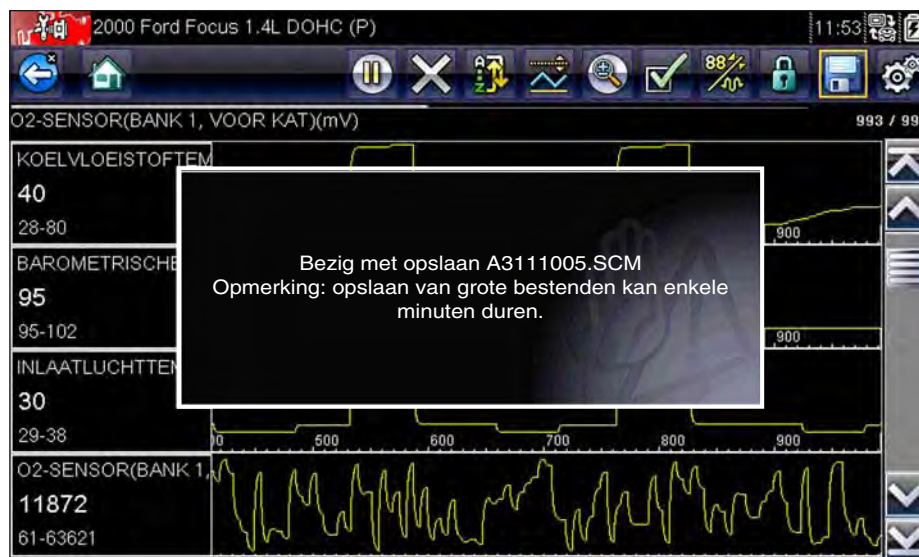 2000 Ford Focus 1.4L DOHC (P)
11:53
A
Z
88%
O2-SENSOR(BANK 1, VOOR KAT)(mV)
993 / 99
KOELVLOEISTOFTEM
40
28-80
900
Bezig met opslaan A3111005.SCM
Opmerking: opslaan van grote bestenden kan enkele
minuten duren.
BAROMETRISCHE
95
95-102
900
INLAATLUCHTTEM
30
29-38
500
600
700
800
900
O2-SENSOR(BANK 1,
11872
61-63621